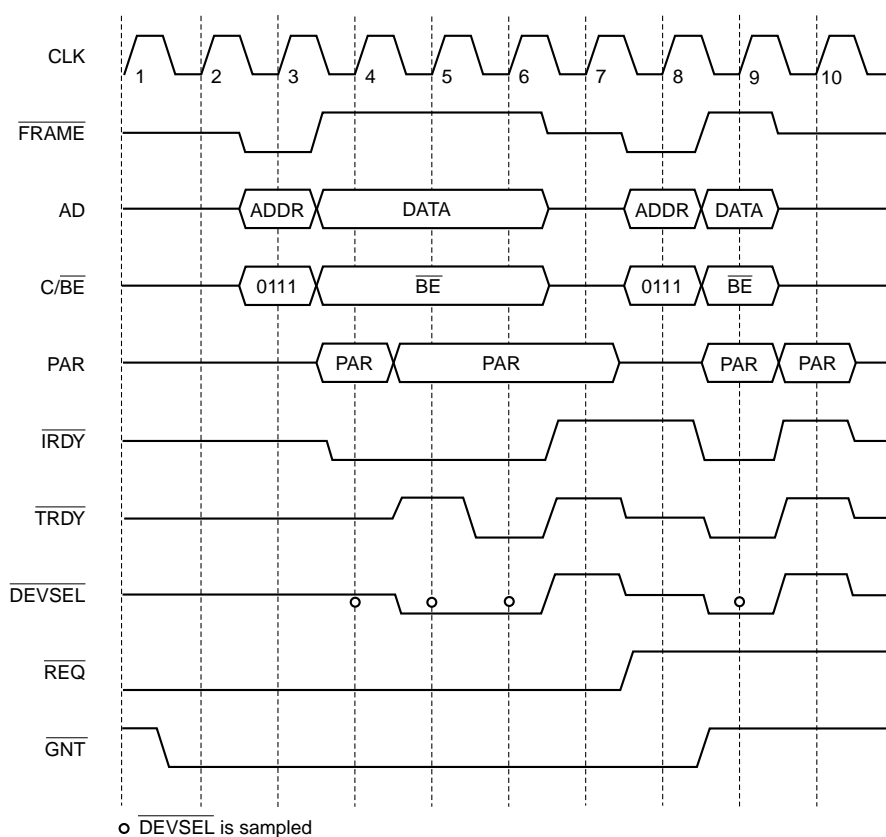 CLK
1 2 3 4 5 6 7 8 9 10
FRAME
AD ADDR DATA ADDR DATA
C/BE 0111 BE 0111 BE
PAR PAR PAR PAR PAR
IRDY
TRDY
DEVSEL
REQ
GNT
DEVSEL is sampled